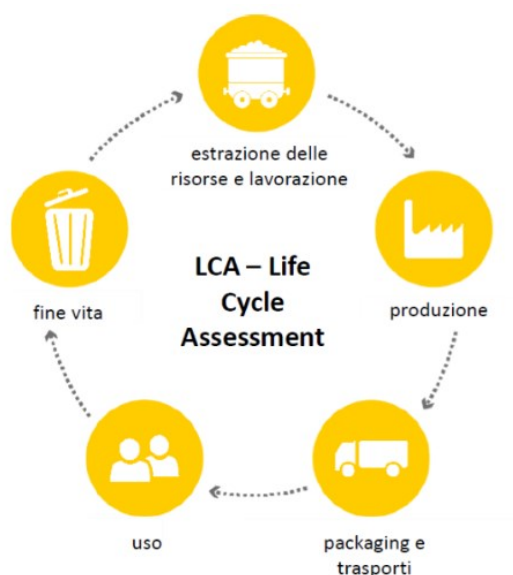 estrazione delle
risorse e lavorazione
LCA – Life
Cycle
Assessment
fine vita
produzione
uso
packaging e
trasporti